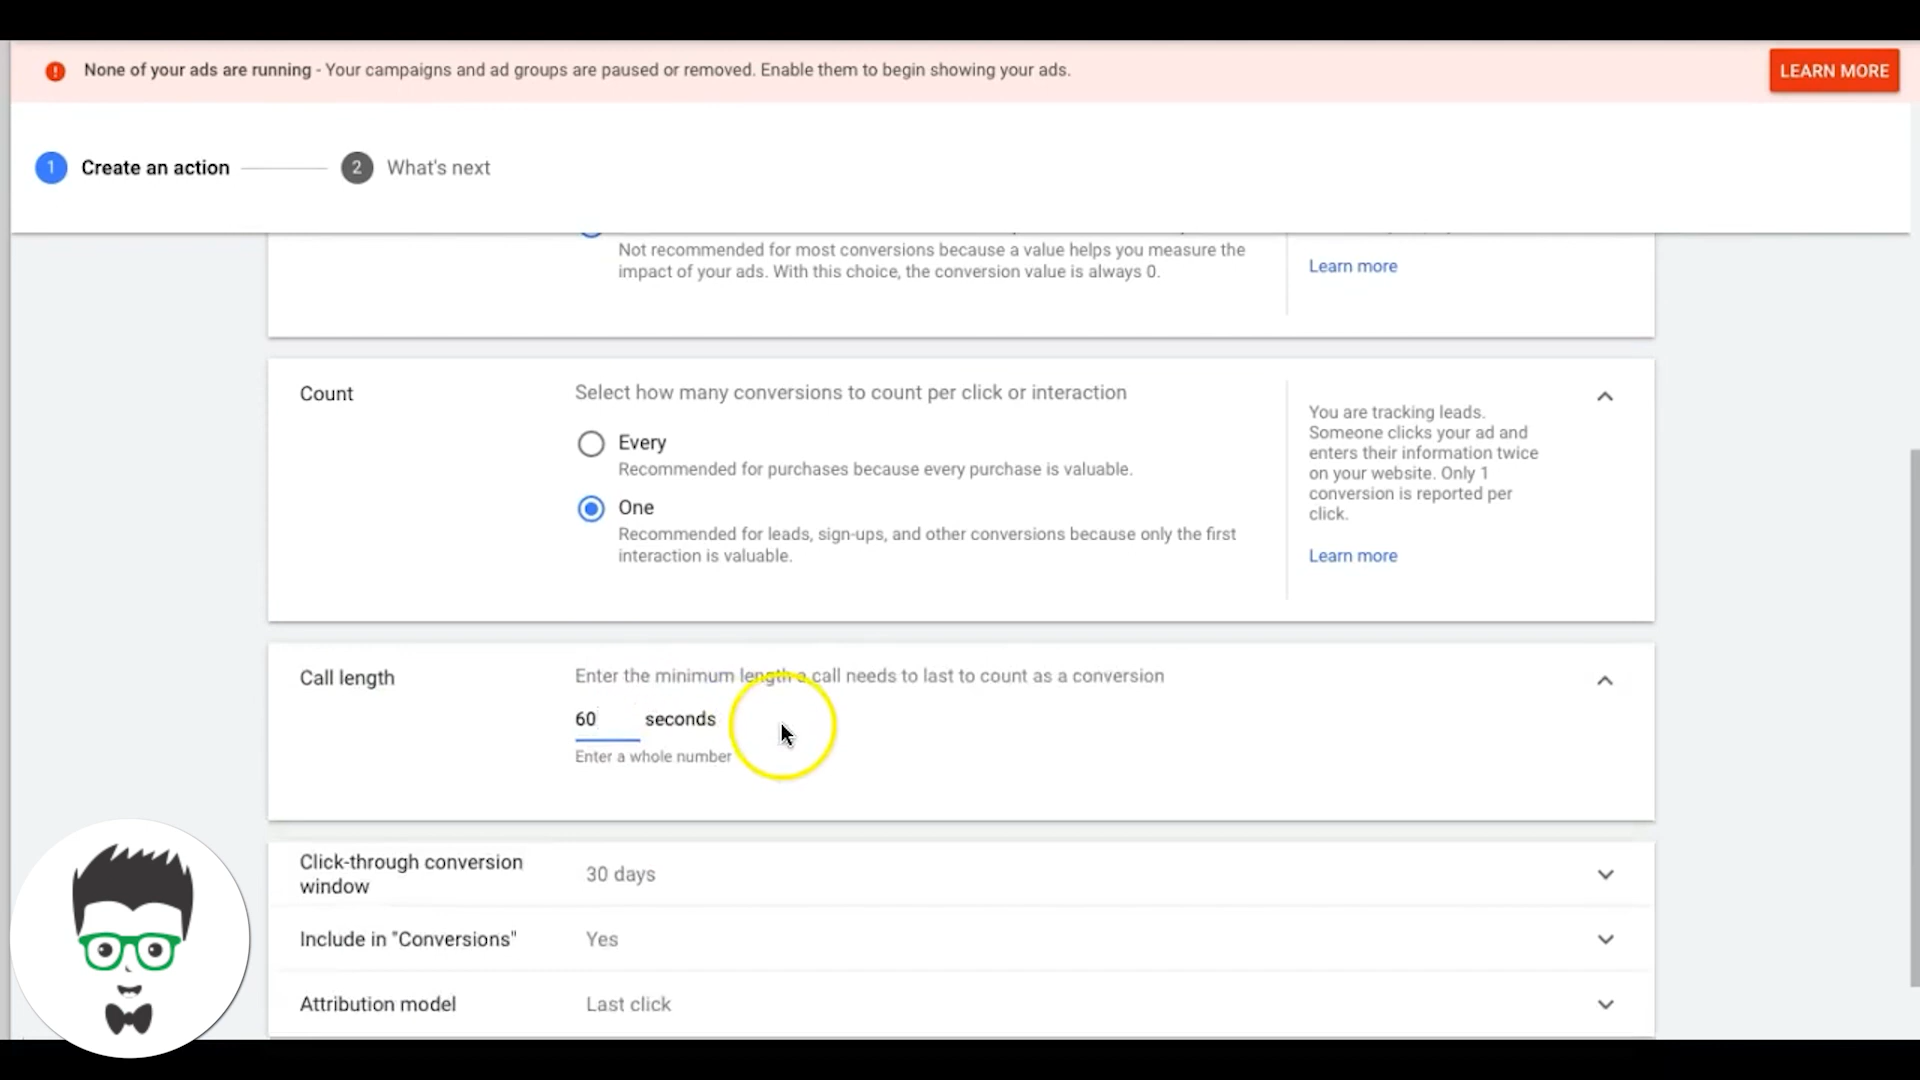 None of your ads are running - Your campaigns and ad groups are paused or removed. Enable them to begin showing your ads.
LEARN MORE
1 Create an action
2 What's next
Not recommended for most conversions because a value helps you measure the
impact of your ads. With this choice, the conversion value is always 0.
Learn more
Count
Select how many conversions to count per click or interaction
Every
Recommended for purchases because every purchase is valuable.
One
Recommended for leads, sign-ups, and other conversions because only the first
interaction is valuable.
You are tracking leads.
Someone clicks your ad and
enters their information twice
on your website. Only 1
conversion is reported per
click.
Learn more
Call length
Enter the minimum length a call needs to last to count as a conversion
60 seconds
Enter a whole number
Click-through conversion
window
30 days
Include in "Conversions"
Yes
Attribution model
Last click